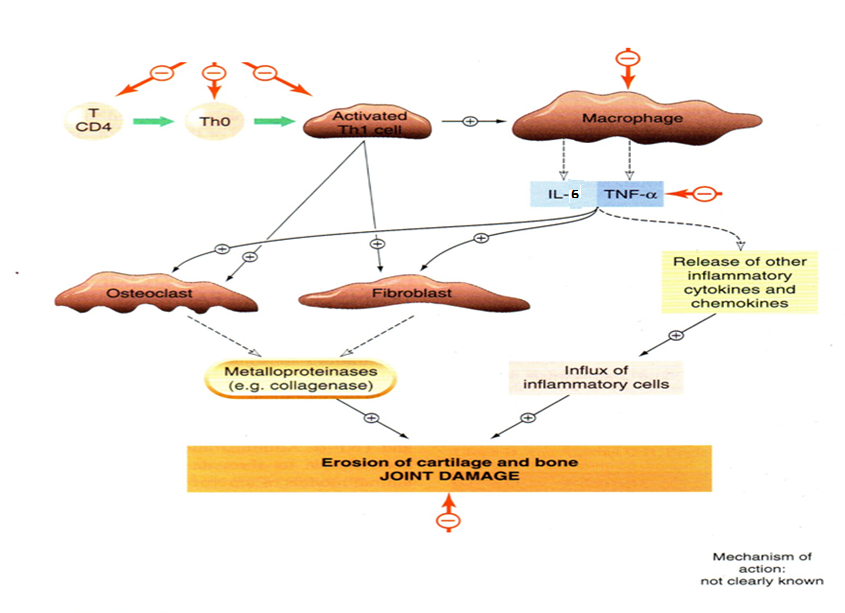 T
CD4
Th0
Activated
Th1 cell
Macrophage
IL-6
TNF-α
Release of other
inflammatory
cytokines and
chemokines
Osteoclast
Fibroblast
Metalloproteinases
(e.g. collagenase)
Influx of
inflammatory cells
Erosion of cartilage and bone
JOINT DAMAGE
Mechanism of
action:
not clearly known